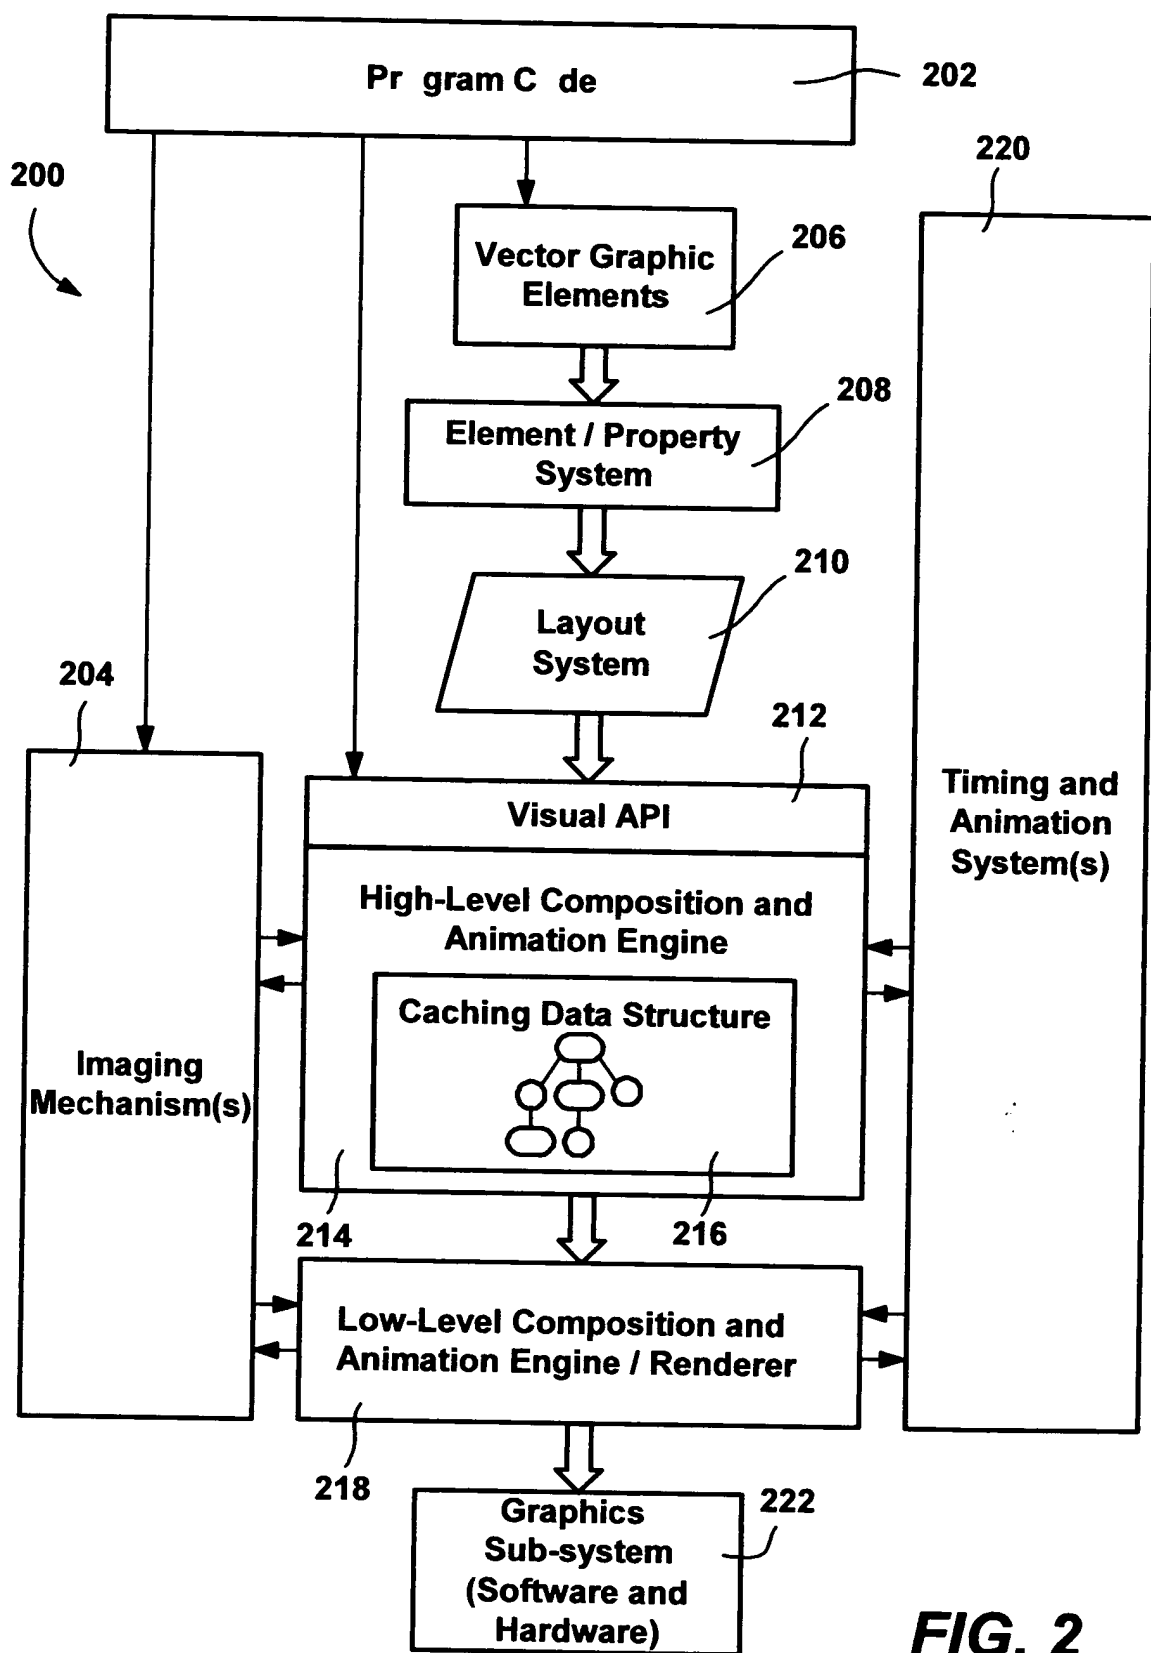 Pr gram C de
202
200
220
Vector Graphic
Elements
206
Element / Property
System
208
Layout
System
210
204
212
Visual API
Timing and
Animation
System(s)
High-Level Composition and
Animation Engine
Caching Data Structure
Imaging
Mechanism(s)
214
216
Low-Level Composition and
Animation Engine / Renderer
218
Graphics
Sub-system
(Software and
Hardware)
222
FIG. 2